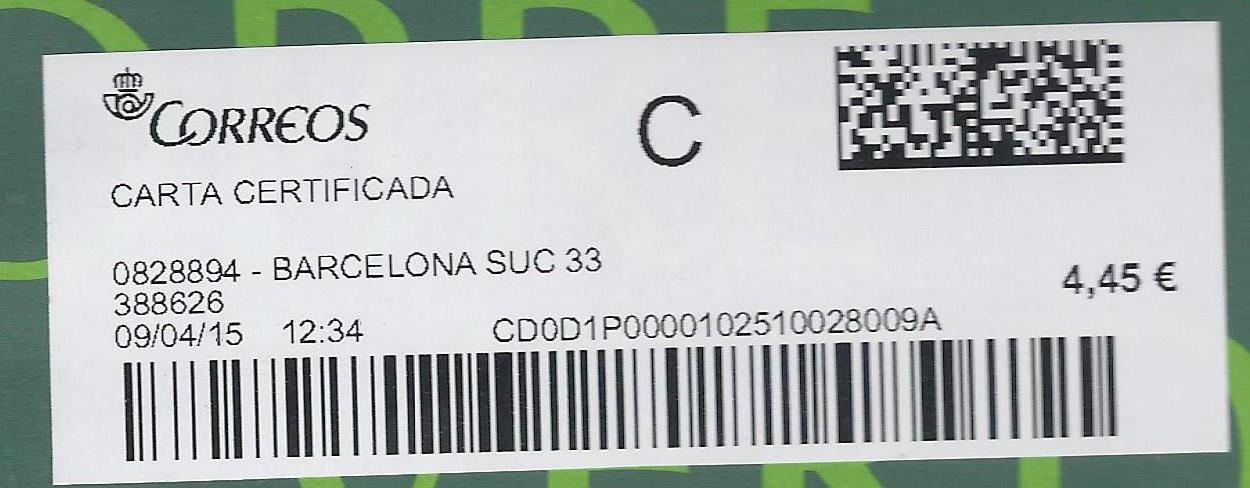 CORREOS
C
CARTA CERTIFICADA
0828894 - BARCELONA SUC 33
4,45 €
388626
09/04/15 12:34 CD0D1P0000102510028009A